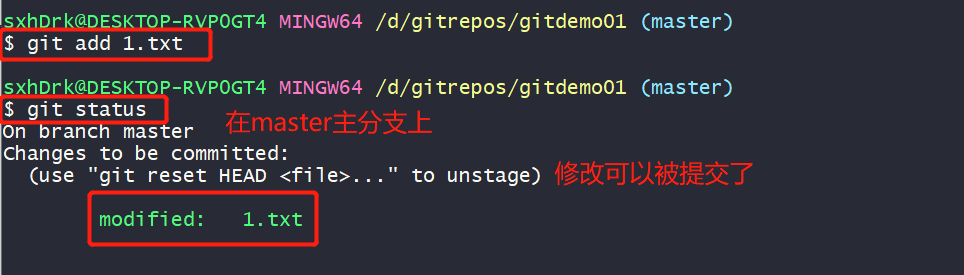 sxhDrk@DESKTOP-RVP0GT4 MINGW64 /d/gitrepos/gitdemo01 (master)
$ git add 1.txt
sxhDrk@DESKTOP-RVP0GT4 MINGW64 /d/gitrepos/gitdemo01 (master)
$ git status
On branch master 在master主分支上
Changes to be committed:
(use "git reset HEAD <file>..." to unstage) 修改可以被提交了
modified: 1.txt